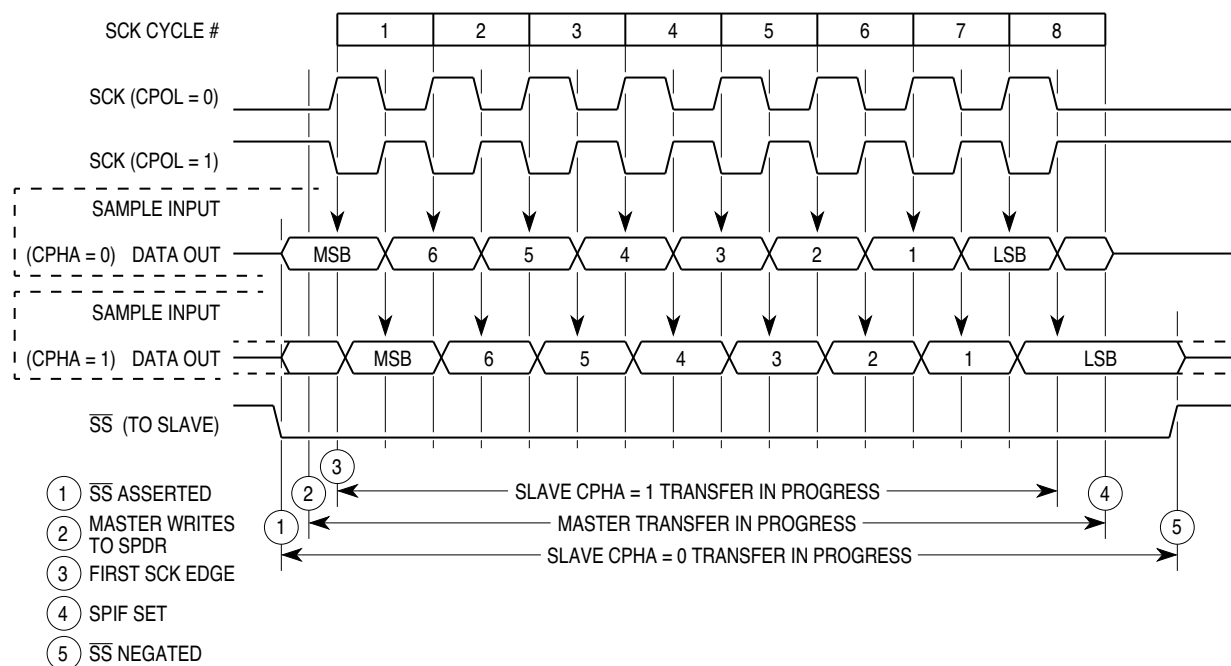 SCK CYCLE # 1 2 3 4 5 6 7 8
SCK (CPOL = 0)
SCK (CPOL = 1)
SAMPLE INPUT
(CPHA = 0) DATA OUT MSB 6 5 4 3 2 1 LSB
SAMPLE INPUT
(CPHA = 1) DATA OUT MSB 6 5 4 3 2 1 LSB
SS (TO SLAVE)
3
SLAVE CPHA = 1 TRANSFER IN PROGRESS
2 4
MASTER TRANSFER IN PROGRESS
1 5
SLAVE CPHA = 0 TRANSFER IN PROGRESS
1 SS ASSERTED
2 MASTER WRITES
TO SPDR
3 FIRST SCK EDGE
4 SPIF SET
5 SS NEGATED